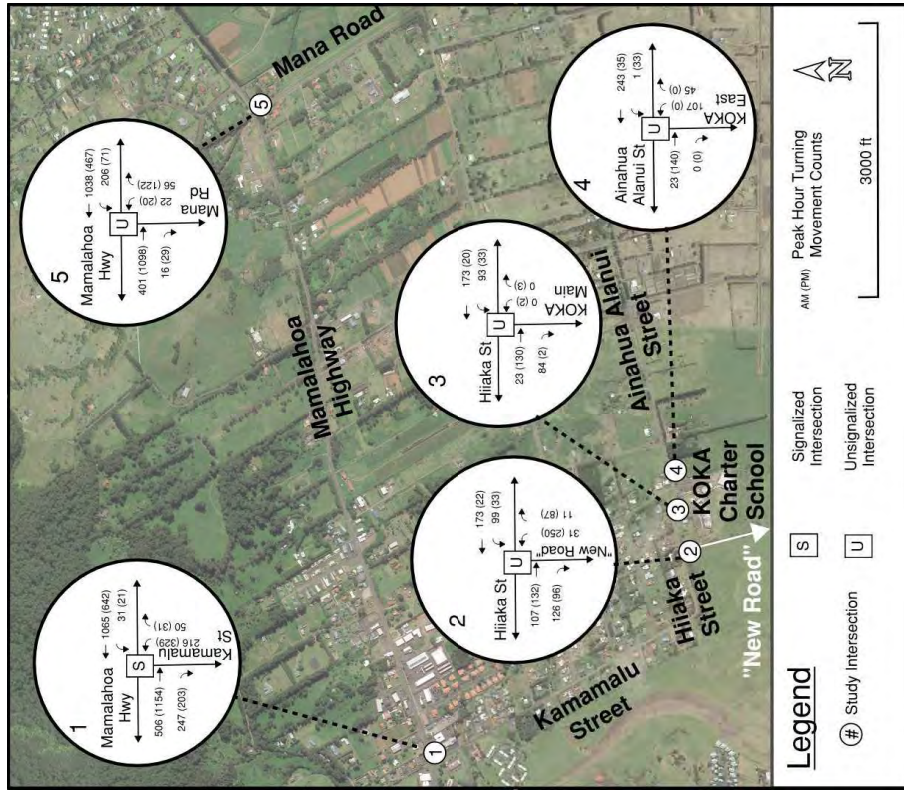 1
Mamalahoa
Hwy
1065 (642)
31 (21)
S
506 (1154)
247 (203)
216 (329)
50 (31)
Kamamalu
St
2
Hiiaka St
173 (22)
99 (33)
U
107 (132)
126 (96)
31 (250)
11 (87)
"New Road"
3
Hiiaka St
173 (20)
93 (33)
U
23 (130)
84 (2)
0 (2)
0 (3)
KOKA
Main
4
Ainahua
Alanui St
243 (35)
1 (33)
U
23 (140)
0 (0)
107 (0)
45 (0)
KOKA
East
5
Mamalahoa
Hwy
1038 (467)
206 (71)
U
401 (1098)
16 (29)
22 (20)
56 (122)
Mana
Rd
Mamalahoa
Highway
Mana Road
Kamamalu
Street
Hiiaka
Street
Ainahua Alanui
Street
KOKA
Charter
School
"New Road"
1
2
3
4
5
Legend
# Study Intersection
S Signalized
Intersection
U Unsignalized
Intersection
AM (PM) Peak Hour Turning
Movement Counts
N
3000 ft